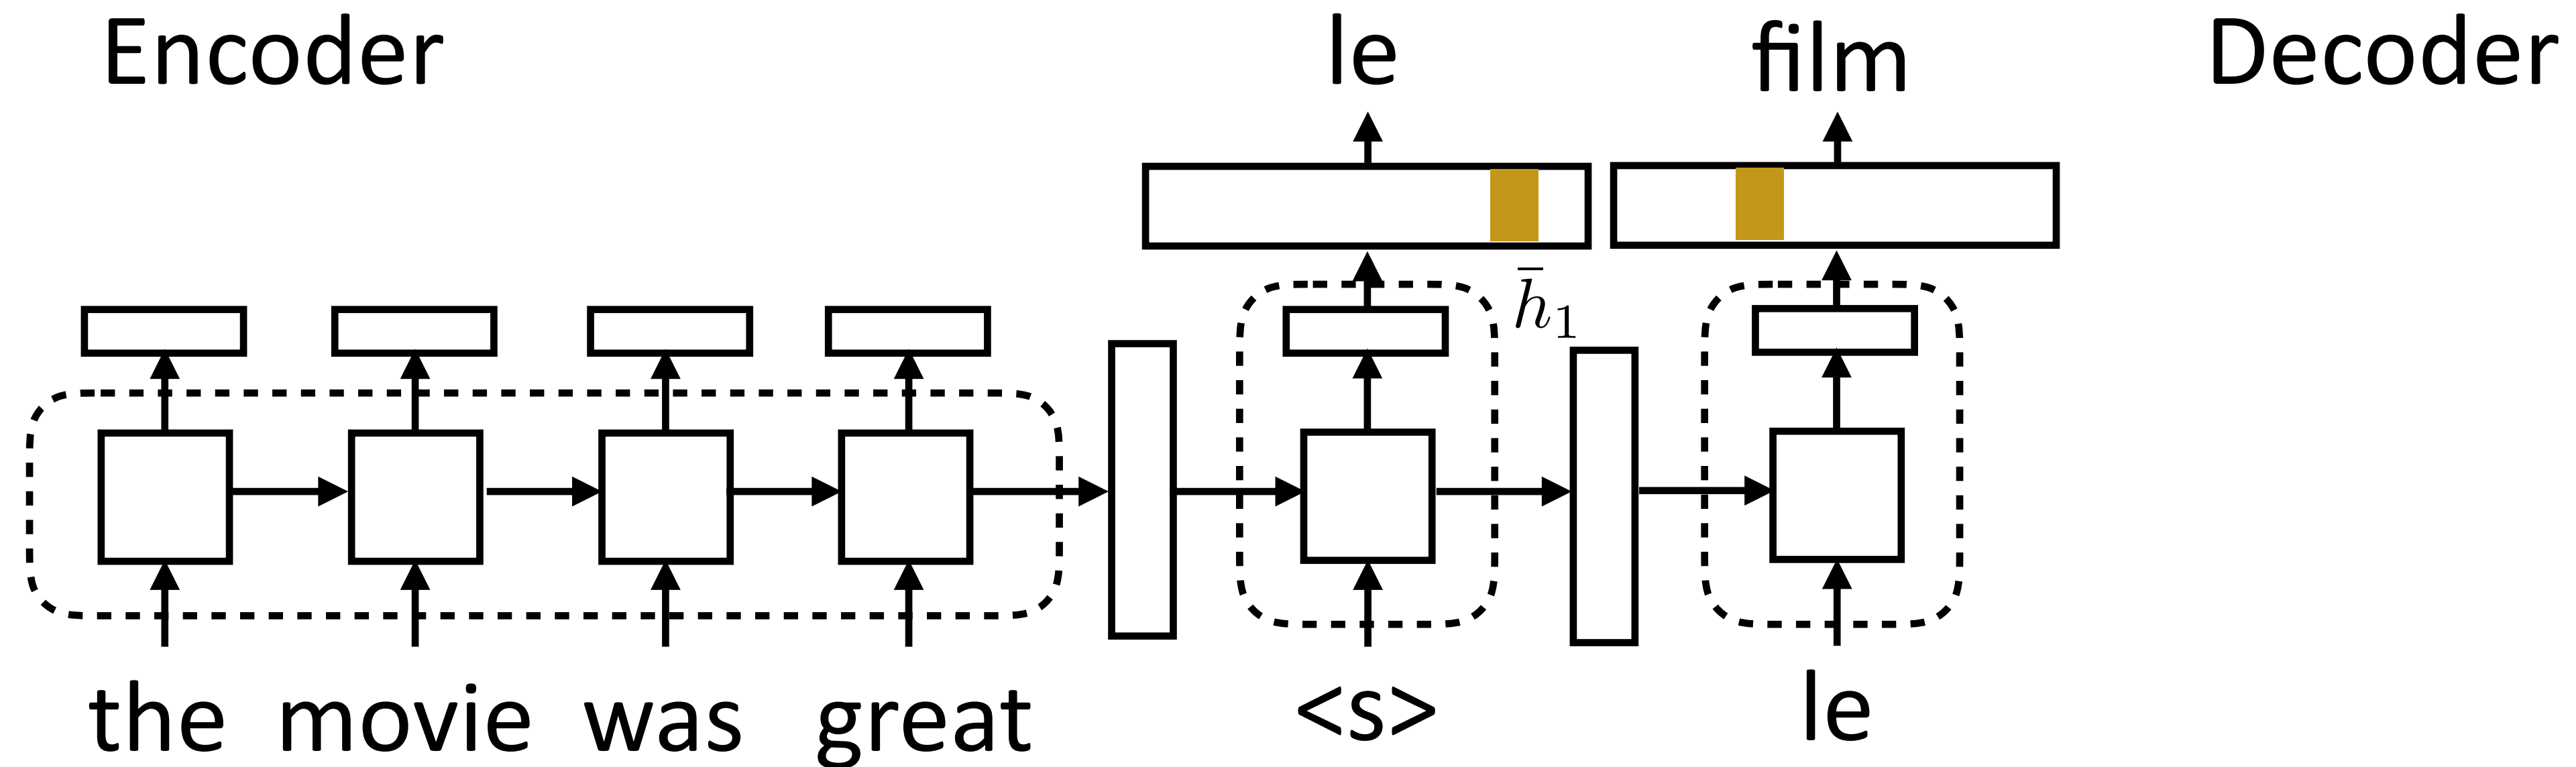 Encoder
le
film
Decoder
h̄₁
the movie was great
<s>
le